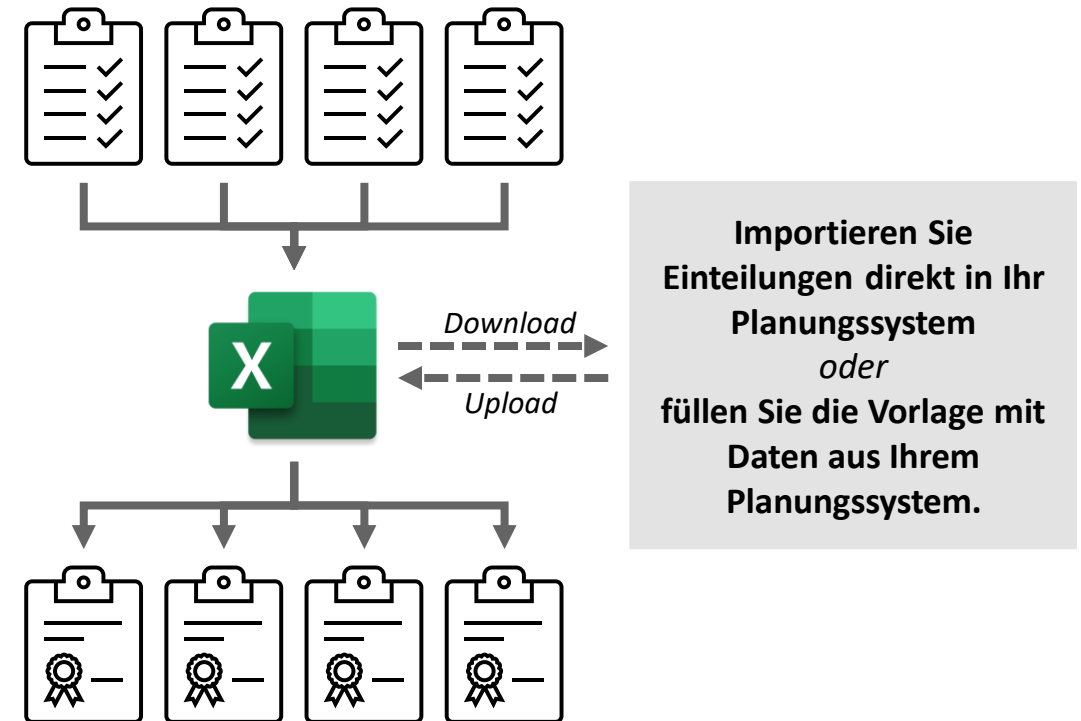 X
Download
Upload
Importieren Sie
Einteilungen direkt in Ihr
Planungssystem
oder
füllen Sie die Vorlage mit
Daten aus Ihrem
Planungssystem.